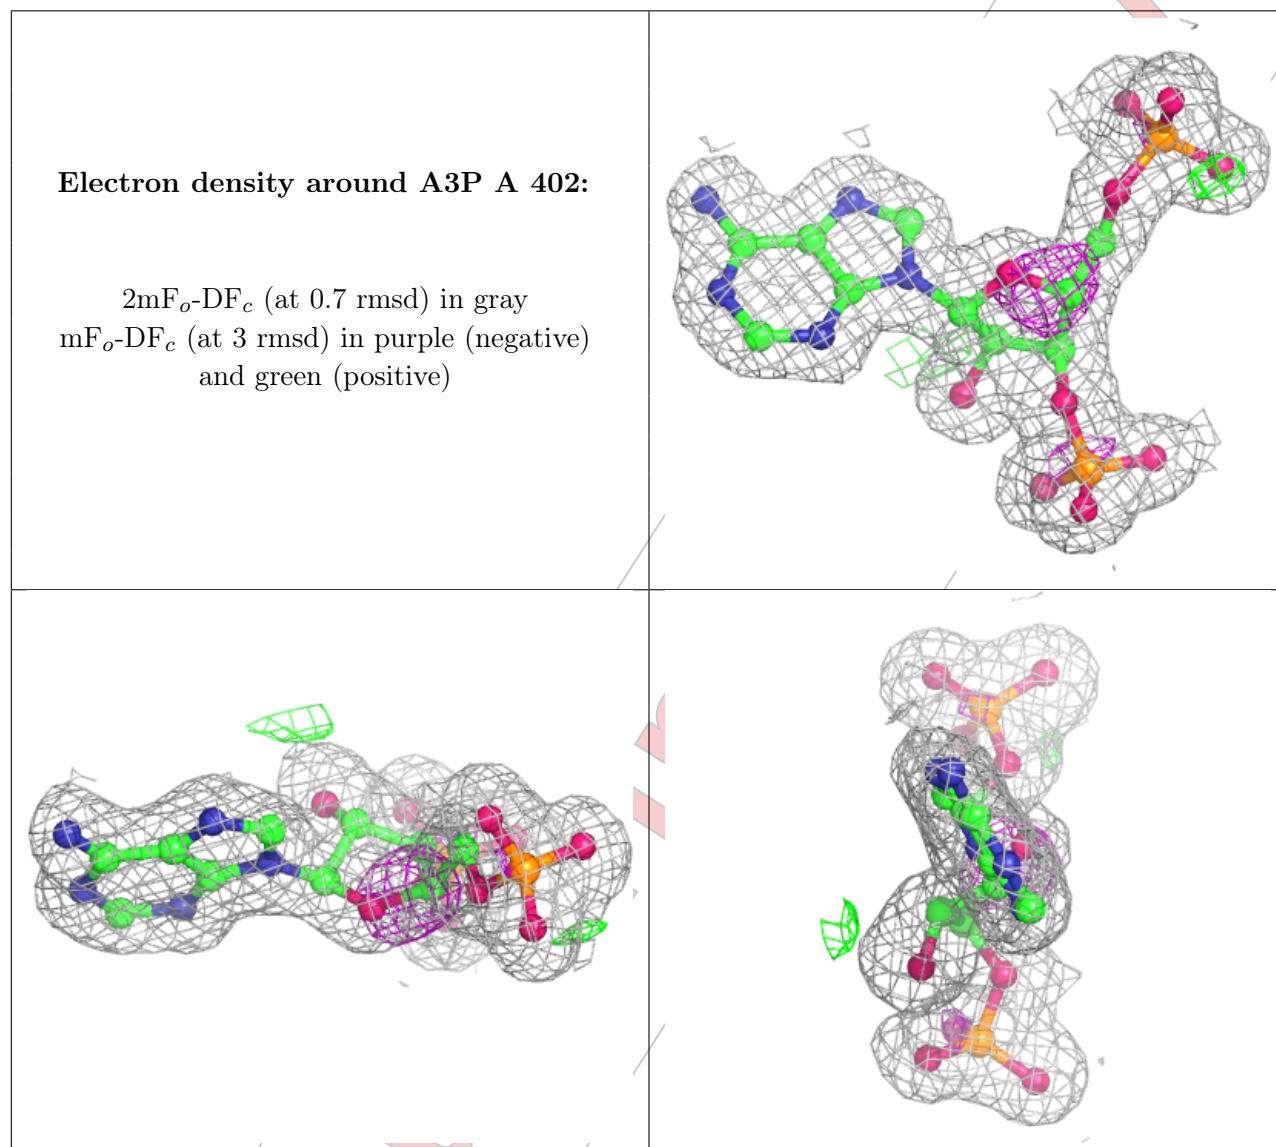 Electron density around A3P A 402:
2mFo-DFc (at 0.7 rmsd) in gray
mFo-DFc (at 3 rmsd) in purple (negative)
and green (positive)